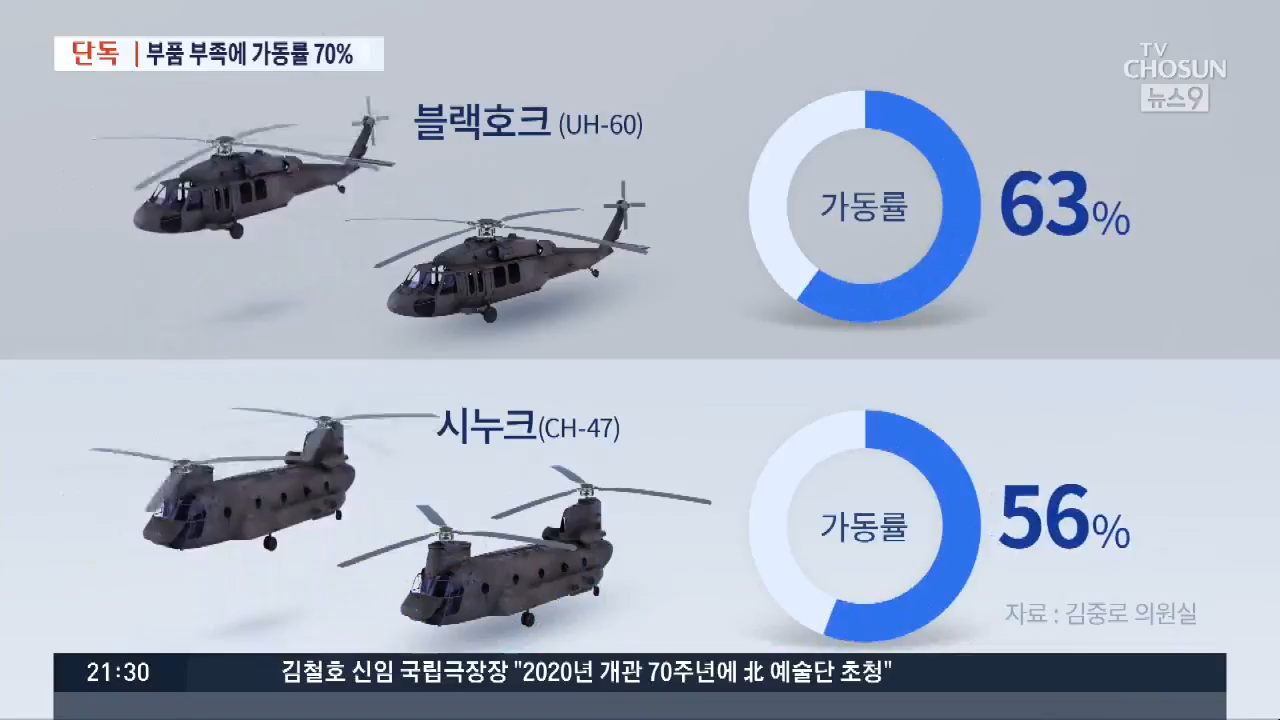 단독 | 부품 부족에 가동률 70%
TV
CHOSUN
뉴스9
블랙호크 (UH-60)
가동률
63%
시누크(CH-47)
가동률
56%
자료 : 김중로 의원실
21:30
김철호 신임 국립극장장 "2020년 개관 70주년에 北 예술단 초청"